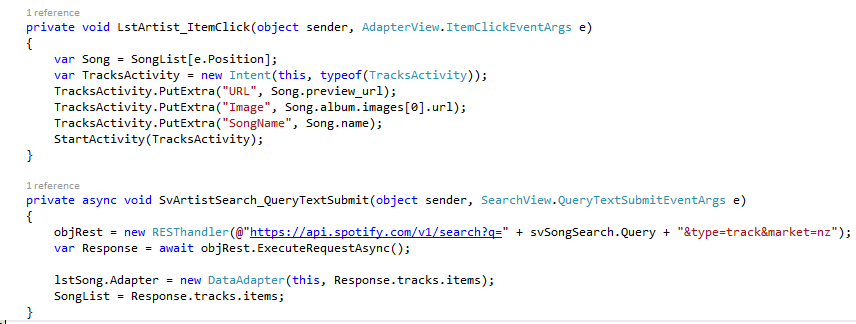 1 reference
private void LstArtist_ItemClick(object sender, AdapterView.ItemClickEventArgs e)
{
    var Song = SongList[e.Position];
    var TracksActivity = new Intent(this, typeof(TracksActivity));
    TracksActivity.PutExtra("URL", Song.preview_url);
    TracksActivity.PutExtra("Image", Song.album.images[0].url);
    TracksActivity.PutExtra("SongName", Song.name);
    StartActivity(TracksActivity);
}
1 reference
private async void SvArtistSearch_QueryTextSubmit(object sender, SearchView.QueryTextSubmitEventArgs e)
{
    objRest = new RESThandler(@"https://api.spotify.com/v1/search?q=" + svSongSearch.Query + "&type=track&market=nz");
    var Response = await objRest.ExecuteRequestAsync();
    lstSong.Adapter = new DataAdapter(this, Response.tracks.items);
    SongList = Response.tracks.items;
}